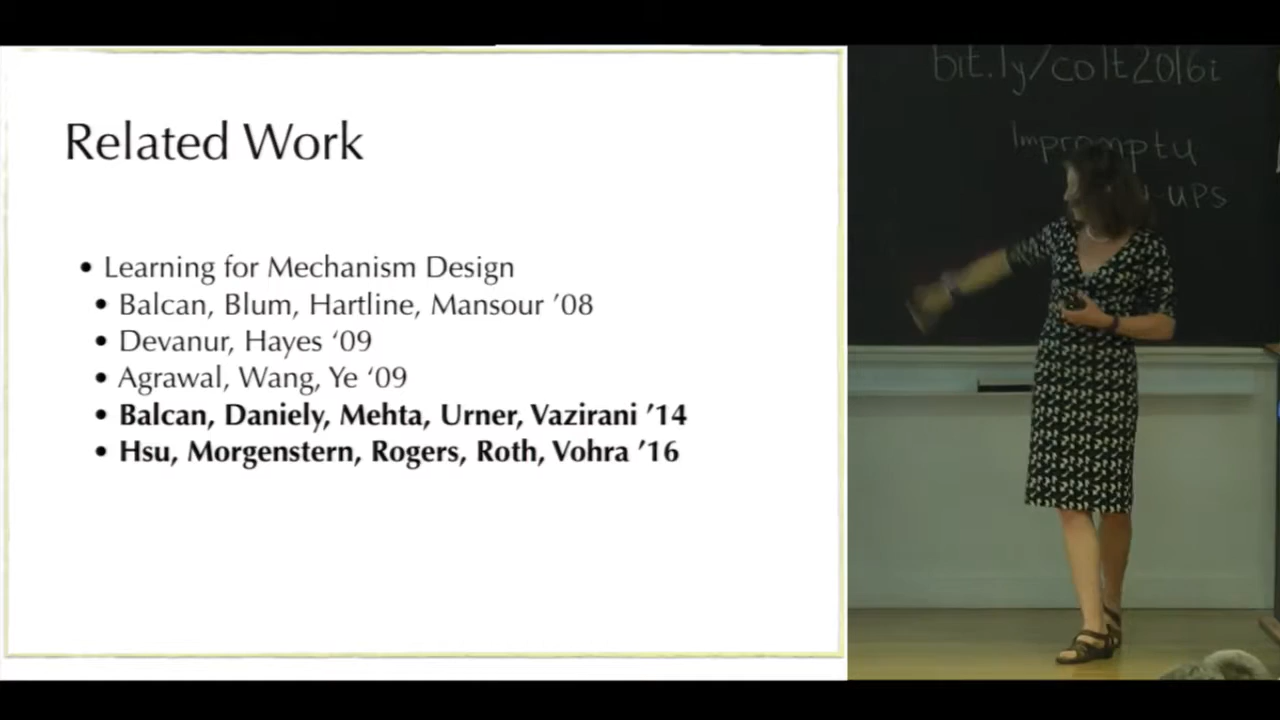 Related Work
• Learning for Mechanism Design
• Balcan, Blum, Hartline, Mansour ’08
• Devanur, Hayes ‘09
• Agrawal, Wang, Ye ‘09
• Balcan, Daniely, Mehta, Urner, Vazirani ’14
• Hsu, Morgenstern, Rogers, Roth, Vohra ’16
bit.ly/colt2016i
Impromptu
-ups